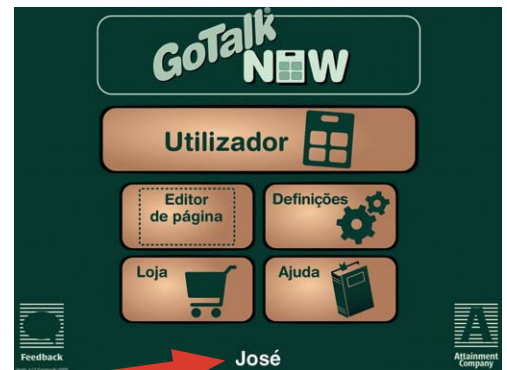 GoTalk
NOW
Utilizador
Editor
de página
Definições
Loja
Ajuda
Feedback
José
Attainment
Company